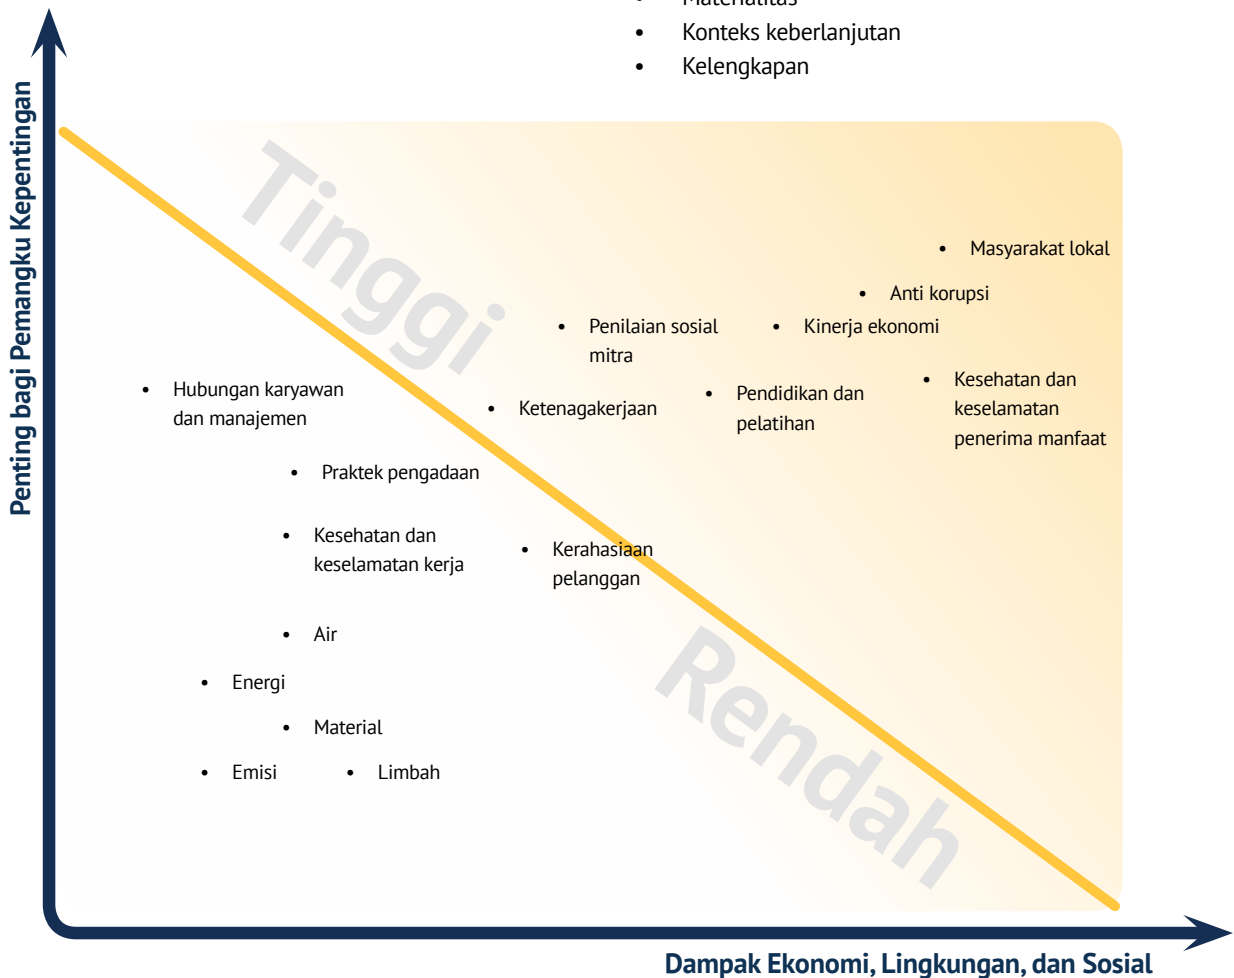 Materialitas
• Konteks keberlanjutan
• Kelengkapan
Penting bagi Pemangku Kepentingan
Tinggi
• Masyarakat lokal
• Anti korupsi
• Penilaian sosial
mitra
• Kinerja ekonomi
• Hubungan karyawan
dan manajemen
• Ketenagakerjaan
• Pendidikan dan
pelatihan
• Kesehatan dan
keselamatan
penerima manfaat
• Praktek pengadaan
• Kesehatan dan
keselamatan kerja
• Kerahasiaan
pelanggan
• Air
• Energi
• Material
• Emisi
• Limbah
Rendah
Dampak Ekonomi, Lingkungan, dan Sosial